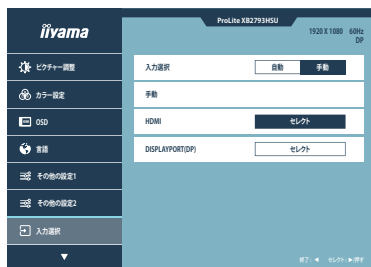 iiyama
ProLite XB2793HSU
1920 X 1080 60Hz
DP
ピクチャー調整
カラー設定
OSD
言語
その他の設定1
その他の設定2
入力選択
入力選択 自動 手動
手動
HDMI セレクト
DISPLAYPORT(DP) セレクト
終了 : ◀ セレクト : ▶/押す